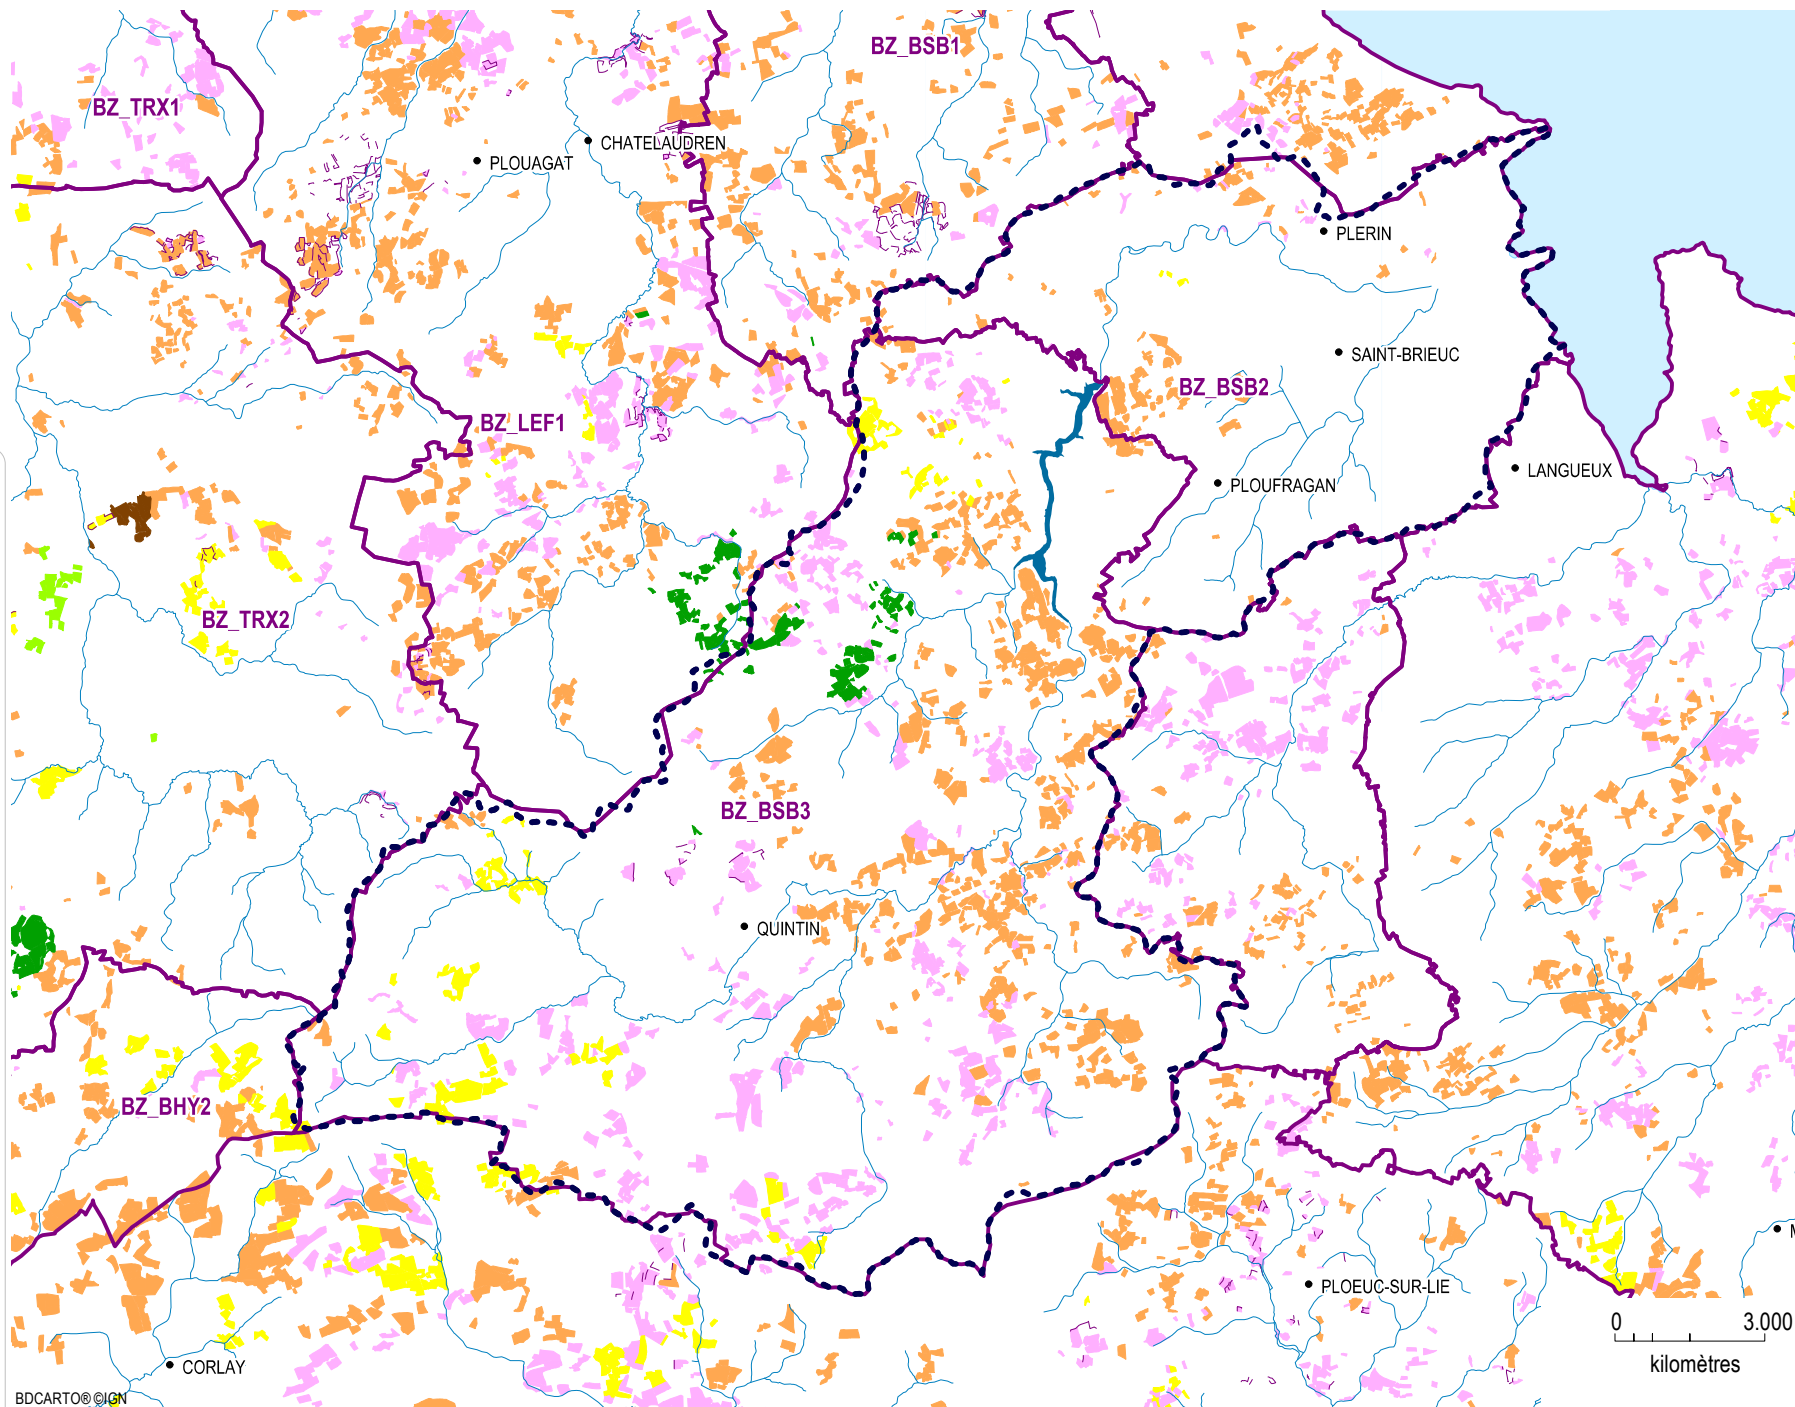 BZ_BSB1
BZ_TRX1
CHATELAUDREN
PLOUAGAT
PLERIN
SAINT-BRIEUC
BZ_BSB2
BZ_LEF1
LANGUEUX
PLOUFRAGAN
BZ_TRX2
BZ_BSB3
QUINTIN
BZ_BHY2
M
PLOEUC-SUR-LIE
0 3.000
kilomètres
CORLAY
BDCARTO® ©IGN